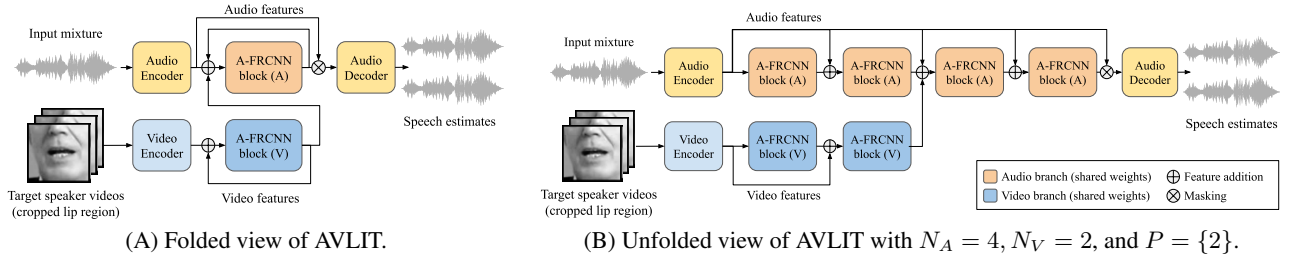 Audio features
Input mixture
Audio
Encoder
A-FRCNN
block (A)
Audio
Decoder
Speech estimates
Video
Encoder
A-FRCNN
block (V)
Target speaker videos
(cropped lip region)
Video features
(A) Folded view of AVLIT.
Audio features
Input mixture
Audio
Encoder
A-FRCNN
block (A)
A-FRCNN
block (A)
A-FRCNN
block (A)
A-FRCNN
block (A)
Audio
Decoder
Speech estimates
Video
Encoder
A-FRCNN
block (V)
A-FRCNN
block (V)
Target speaker videos
(cropped lip region)
Video features
Audio branch (shared weights)
Feature addition
Video branch (shared weights)
Masking
(B) Unfolded view of AVLIT with N_A = 4, N_V = 2, and P = {2}.